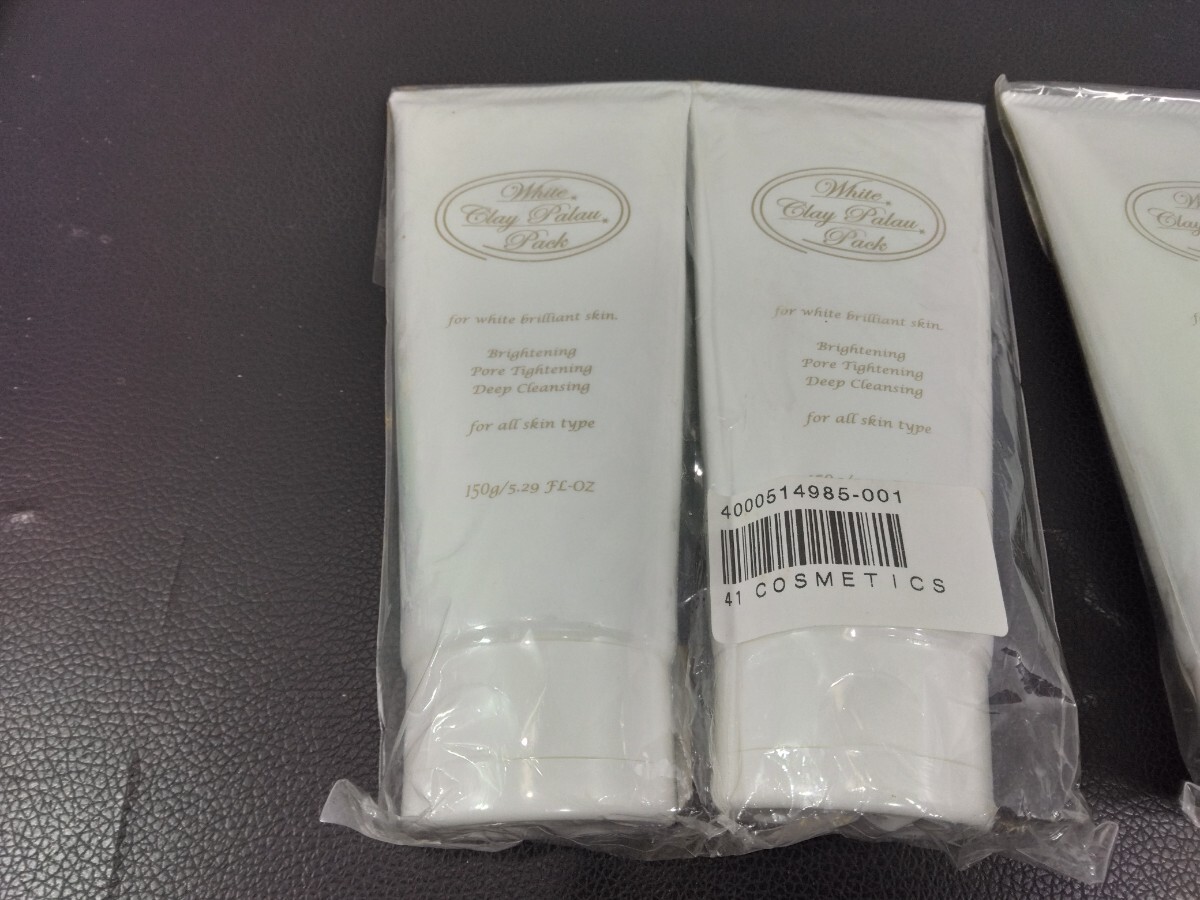 White
Clay Palau
Pack
for white brilliant skin.
Brightening
Pore Tightening
Deep Cleansing
for all skin type
150g/5.29 FL-OZ
White
Clay Palau
Pack
for white brilliant skin.
Brightening
Pore Tightening
Deep Cleansing
for all skin type
4000514985-001
41 COSMETICS
Clay